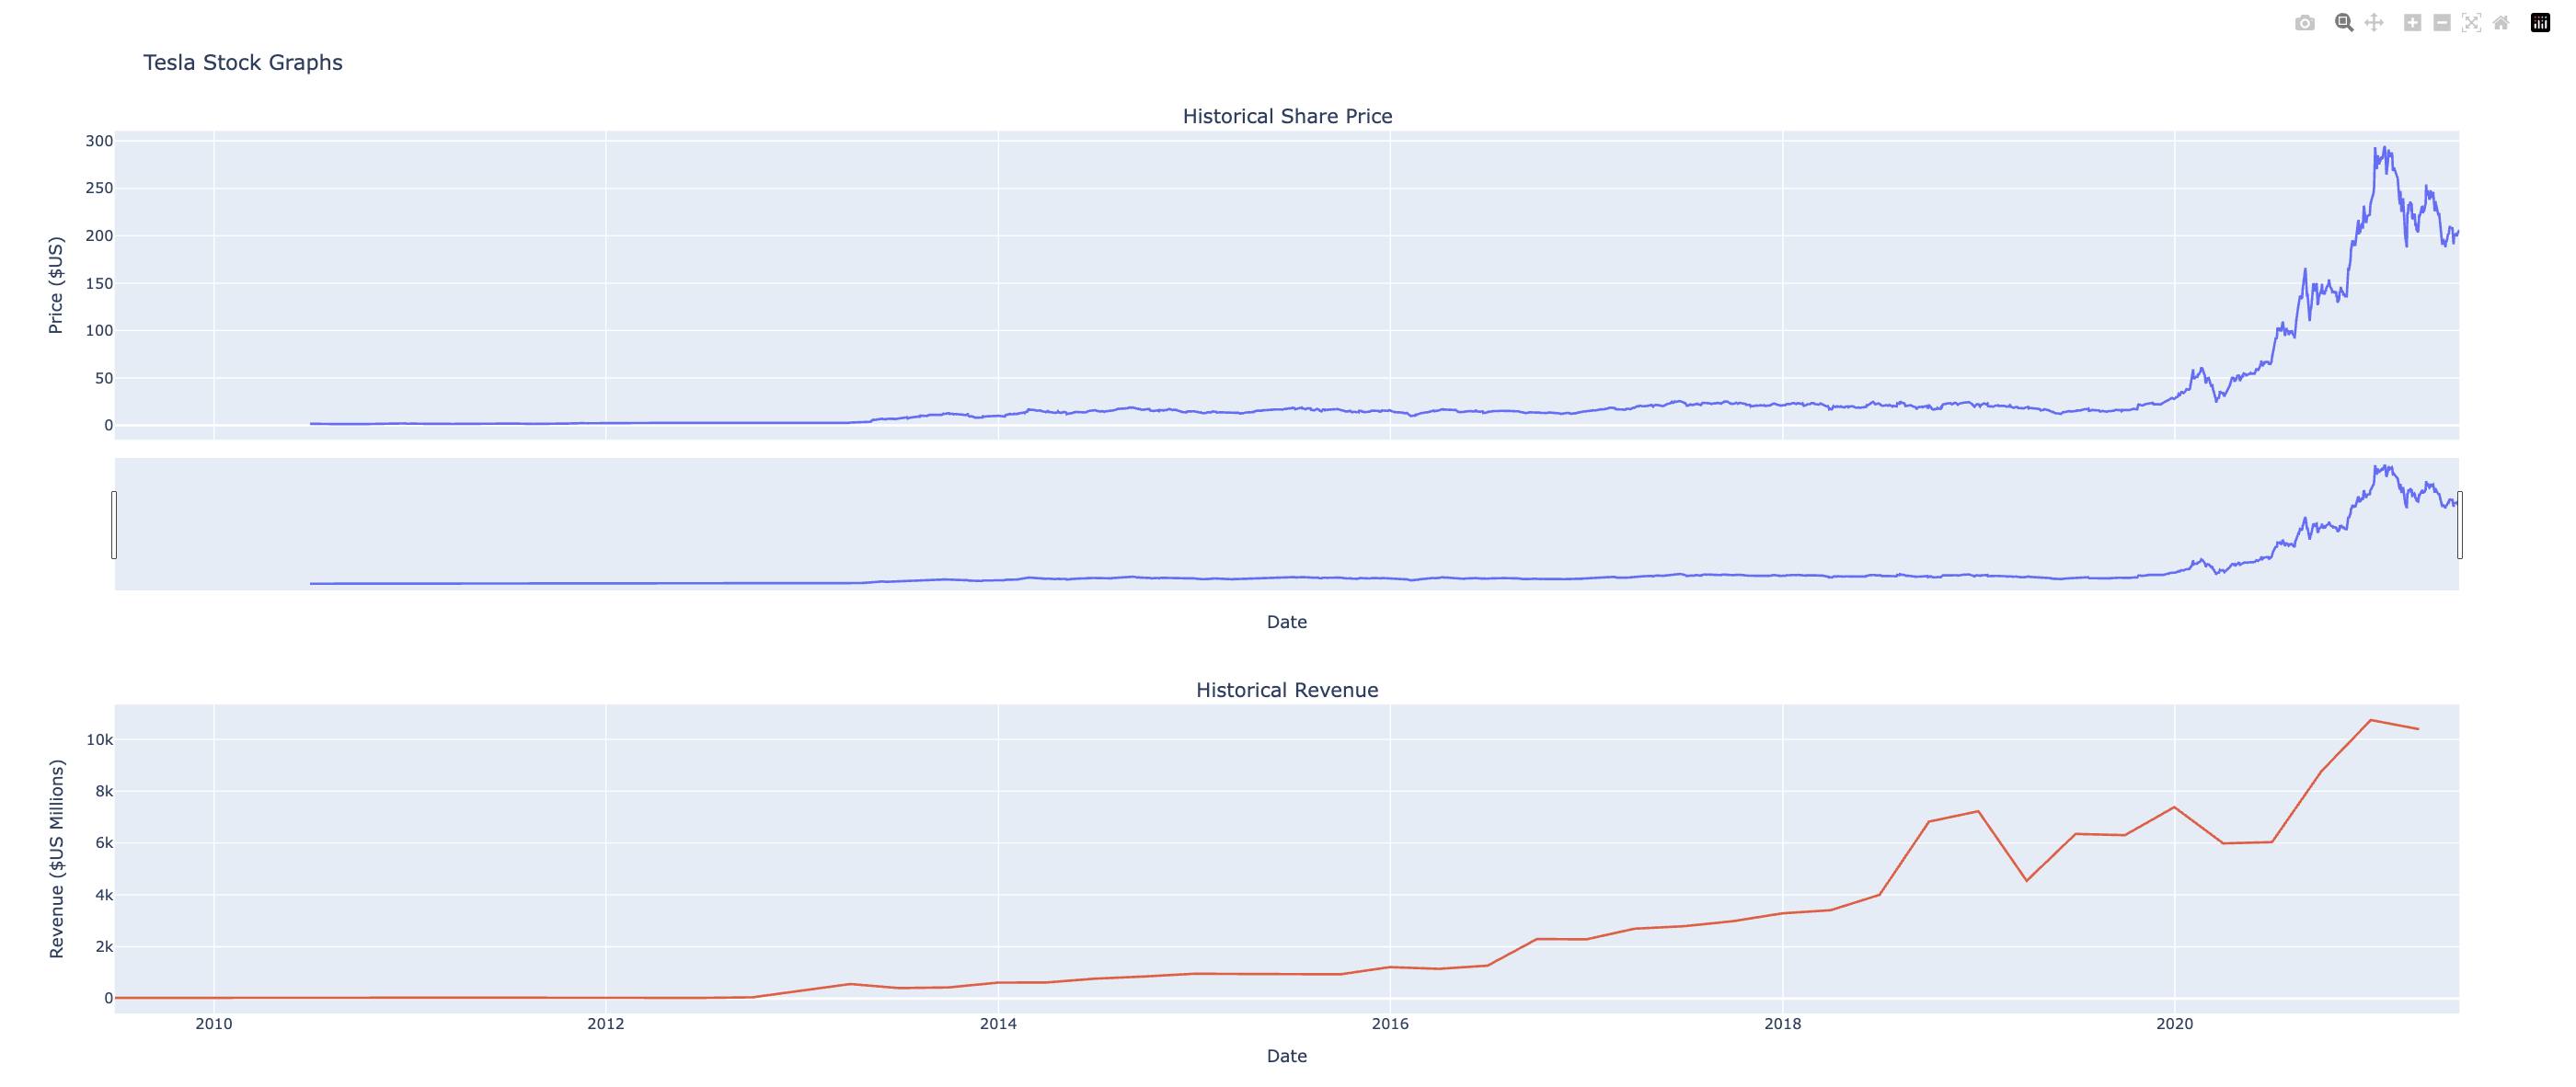 Tesla Stock Graphs
Historical Share Price
300
250
200
150
100
50
0
Price ($US)
Date
Historical Revenue
10k
8k
6k
4k
2k
0
Revenue ($US Millions)
2010 2012 2014 2016 2018 2020
Date